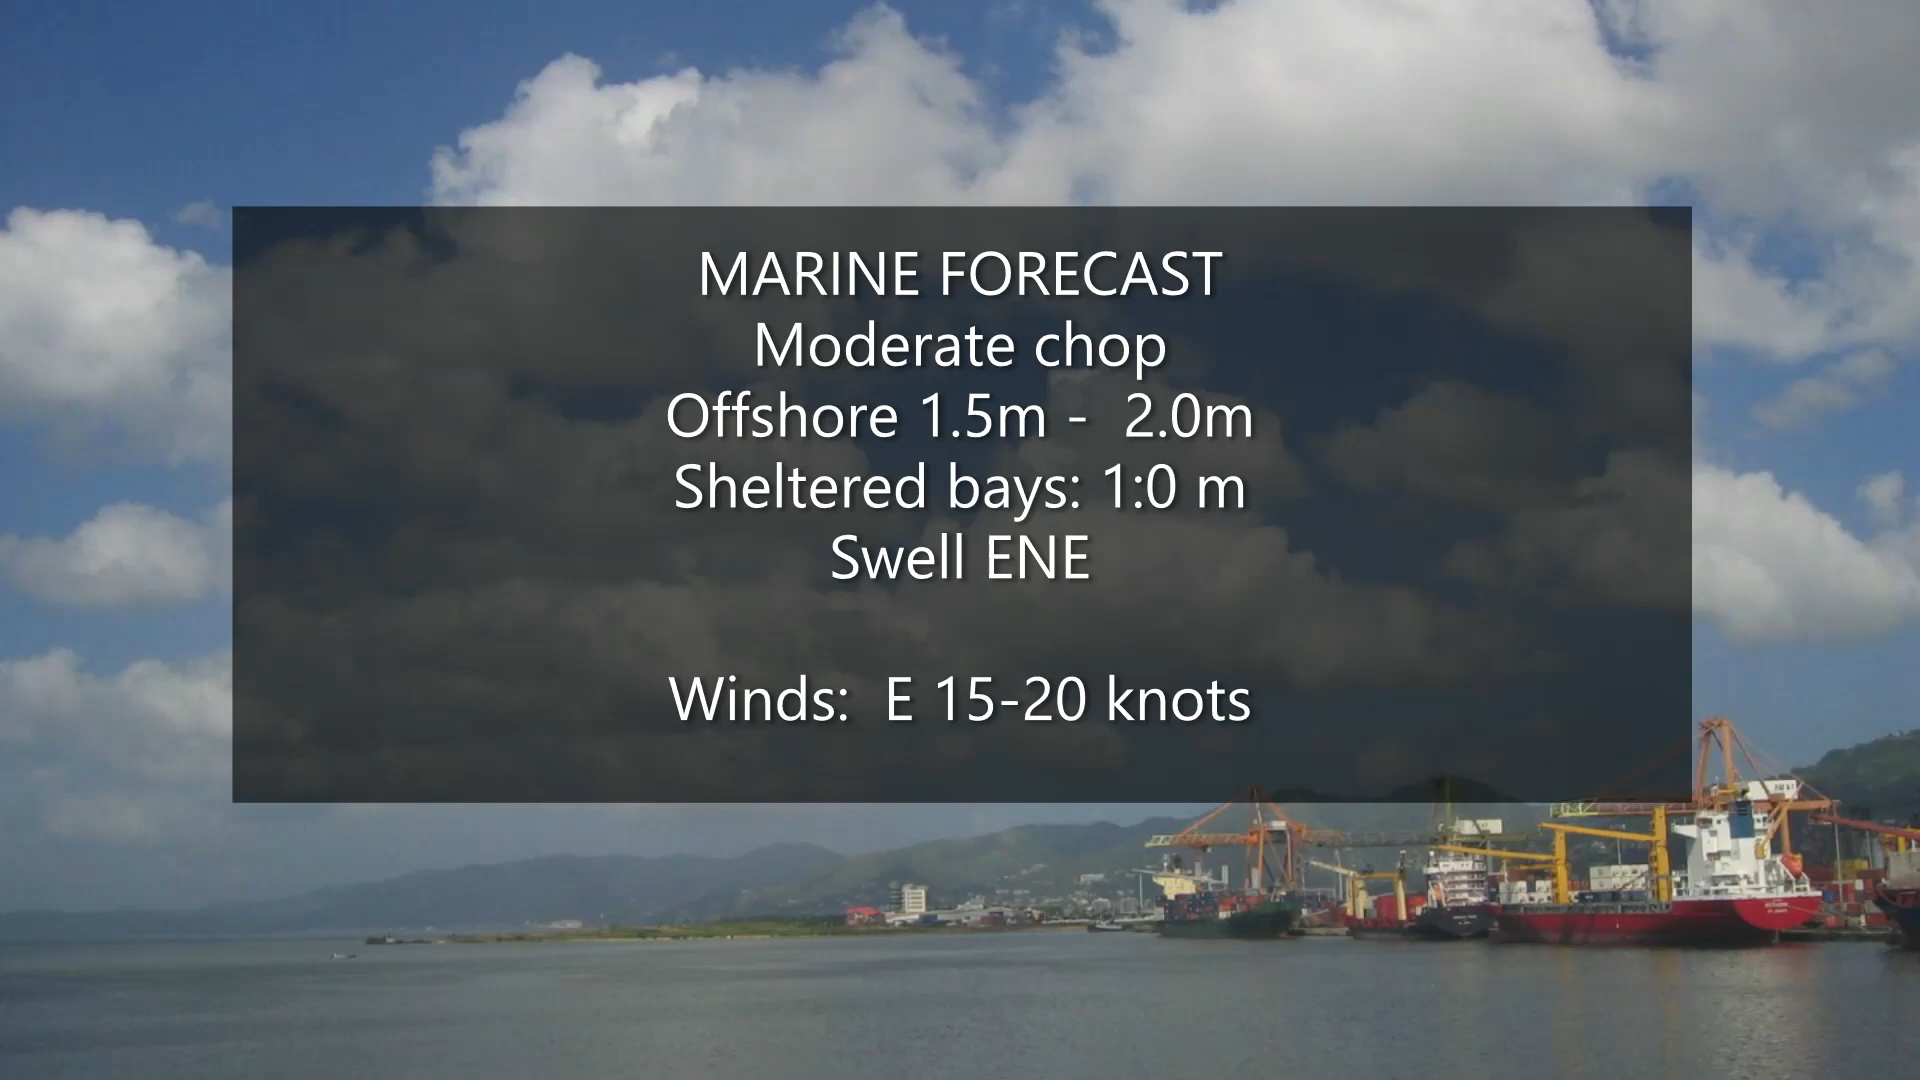 MARINE FORECAST
Moderate chop
Offshore 1.5m -  2.0m
Sheltered bays: 1:0 m
Swell ENE
Winds:  E 15-20 knots